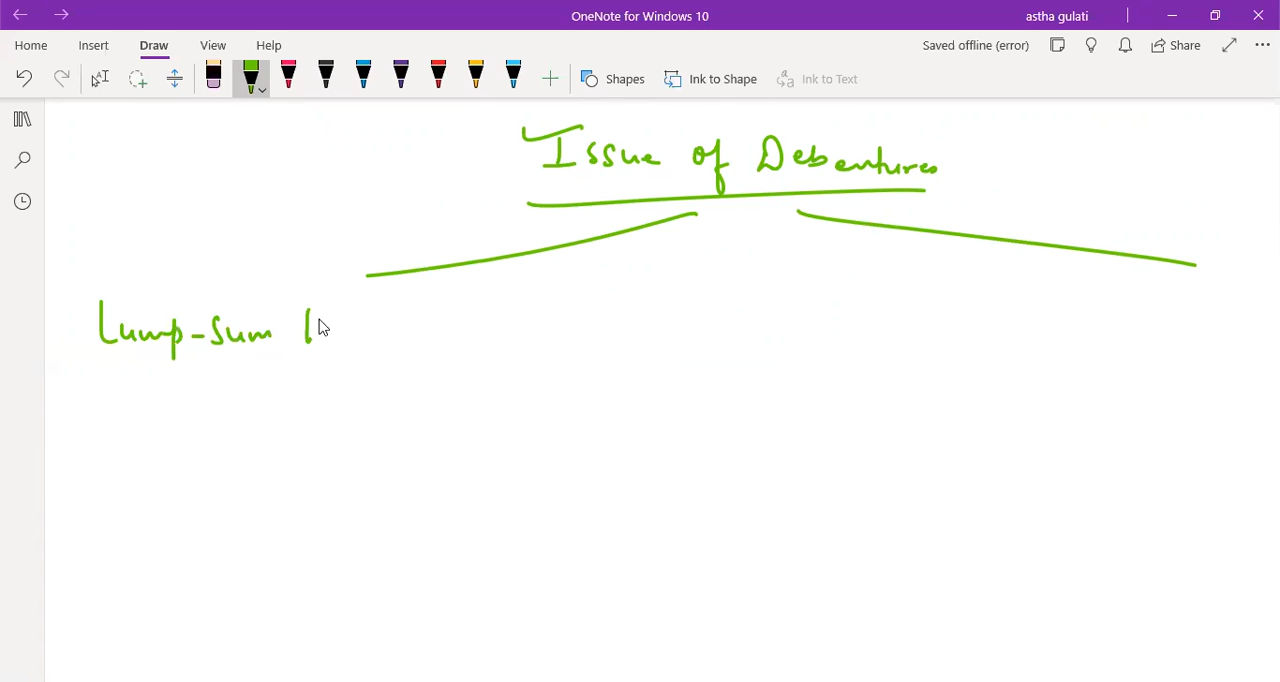 OneNote for Windows 10
astha gulati
Home Insert Draw View Help
Saved offline (error) Share
Shapes Ink to Shape Ink to Text
Issue of Debentures
Lump-Sum